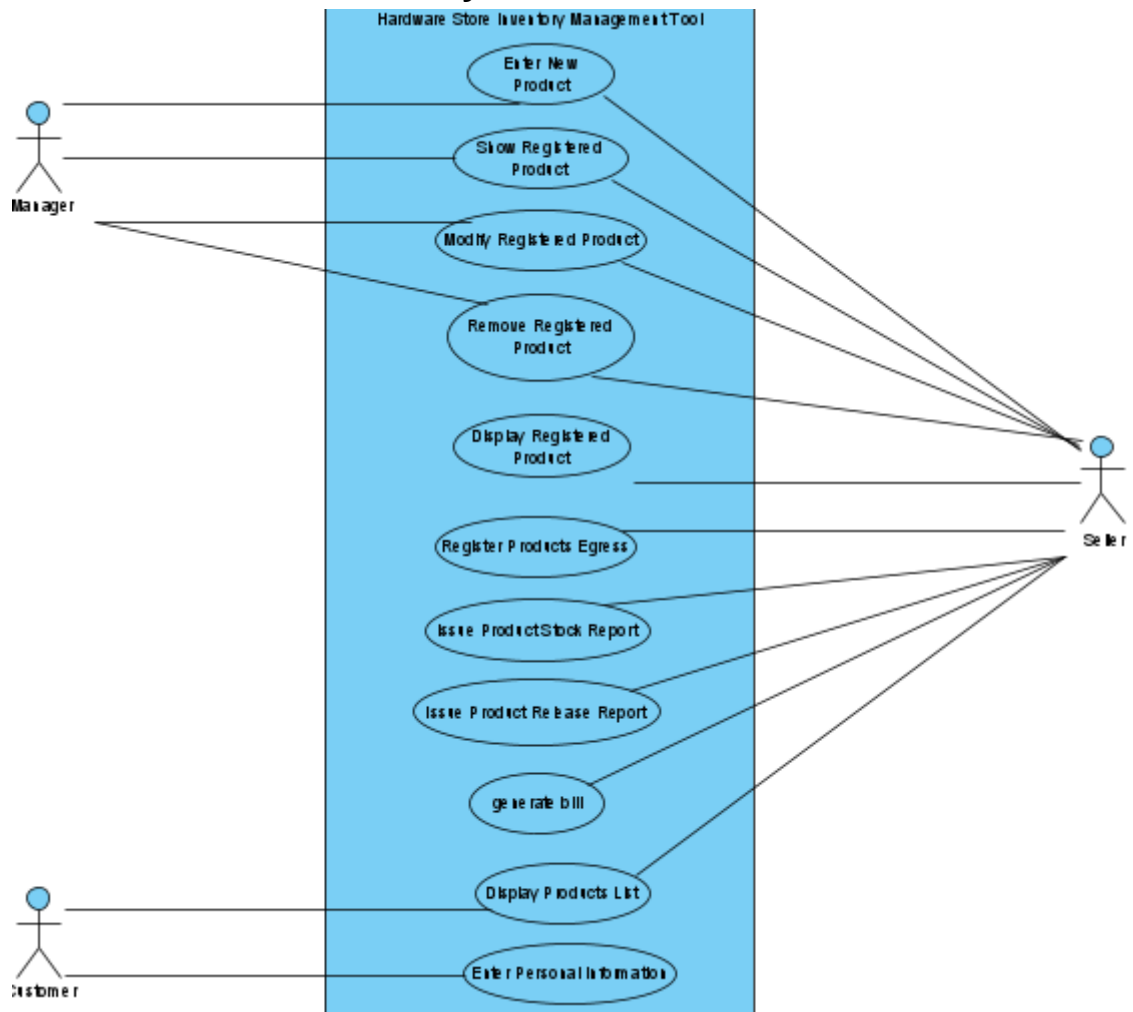 Hardware Store Inventory Management Tool
Enter New
Product
Show Registered
Product
Manager
Modify Registered Product
Remove Registered
Product
Display Registered
Product
Register Products Egress
Seller
Issue Product Stock Report
Issue Product Release Report
generate bill
Display Products List
Enter Personal Information
Customer